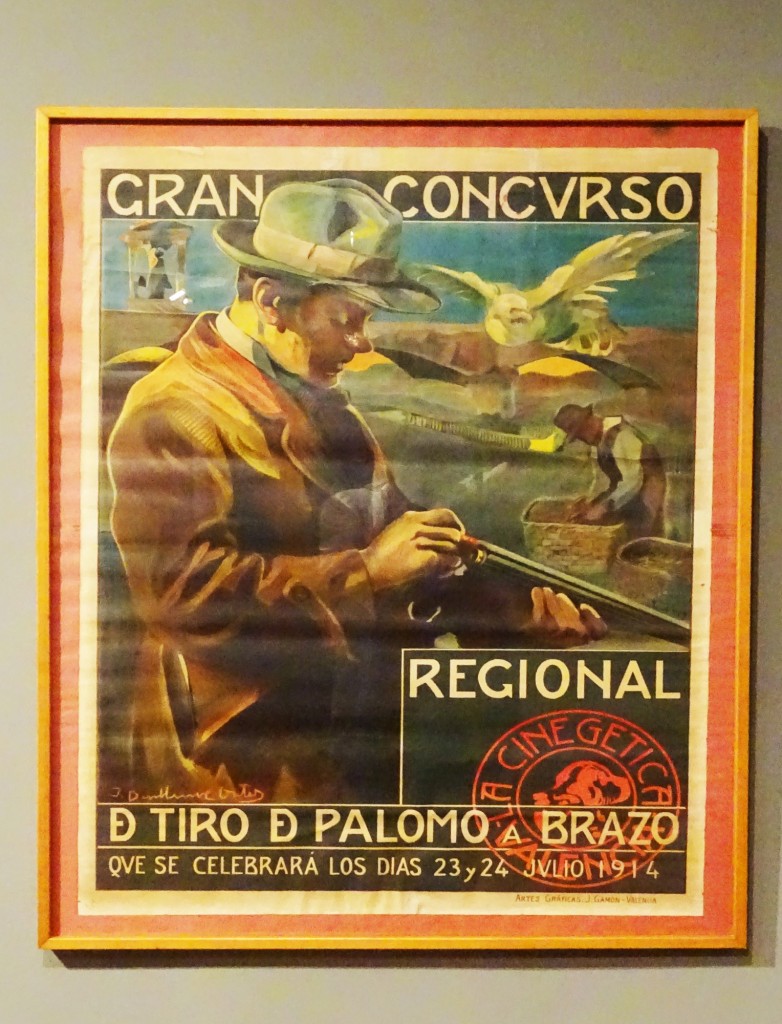 GRAN CONCVRSO
REGIONAL
LA CINEGETICA
VALENCIA
Đ TIRO Đ PALOMO A BRAZO
QVE SE CELEBRARÁ LOS DIAS 23 y 24 JVLIO 1914
ARTES GRÁFICAS. J. GAMÓN - VALENCIA